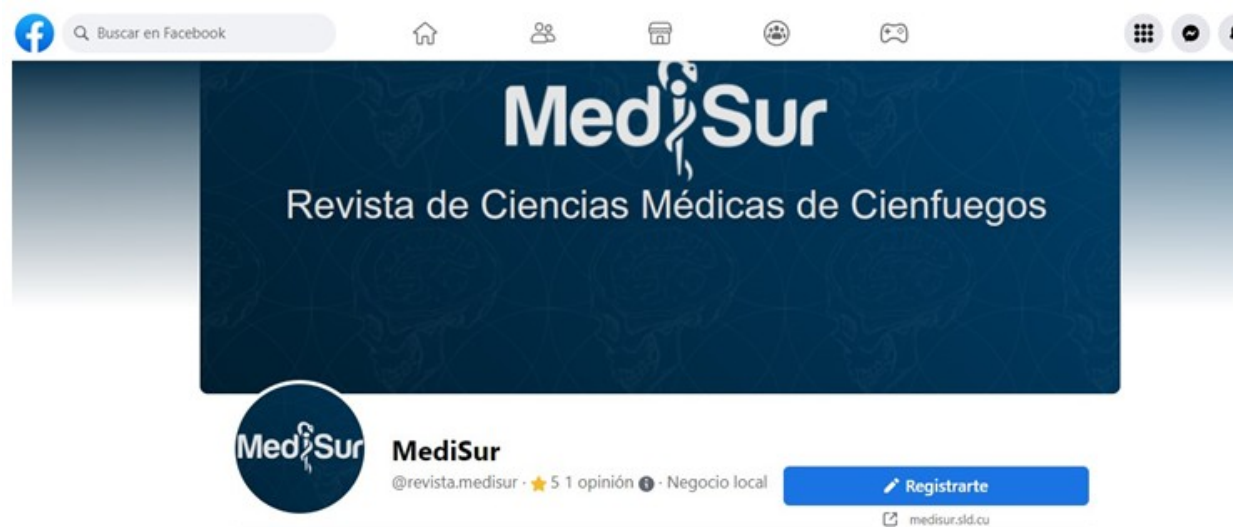 Buscar en Facebook
MediSur
Revista de Ciencias Médicas de Cienfuegos
MediSur
MediSur
@revista.medisur · 5 1 opinión · Negocio local
Registrarte
medisur.sld.cu